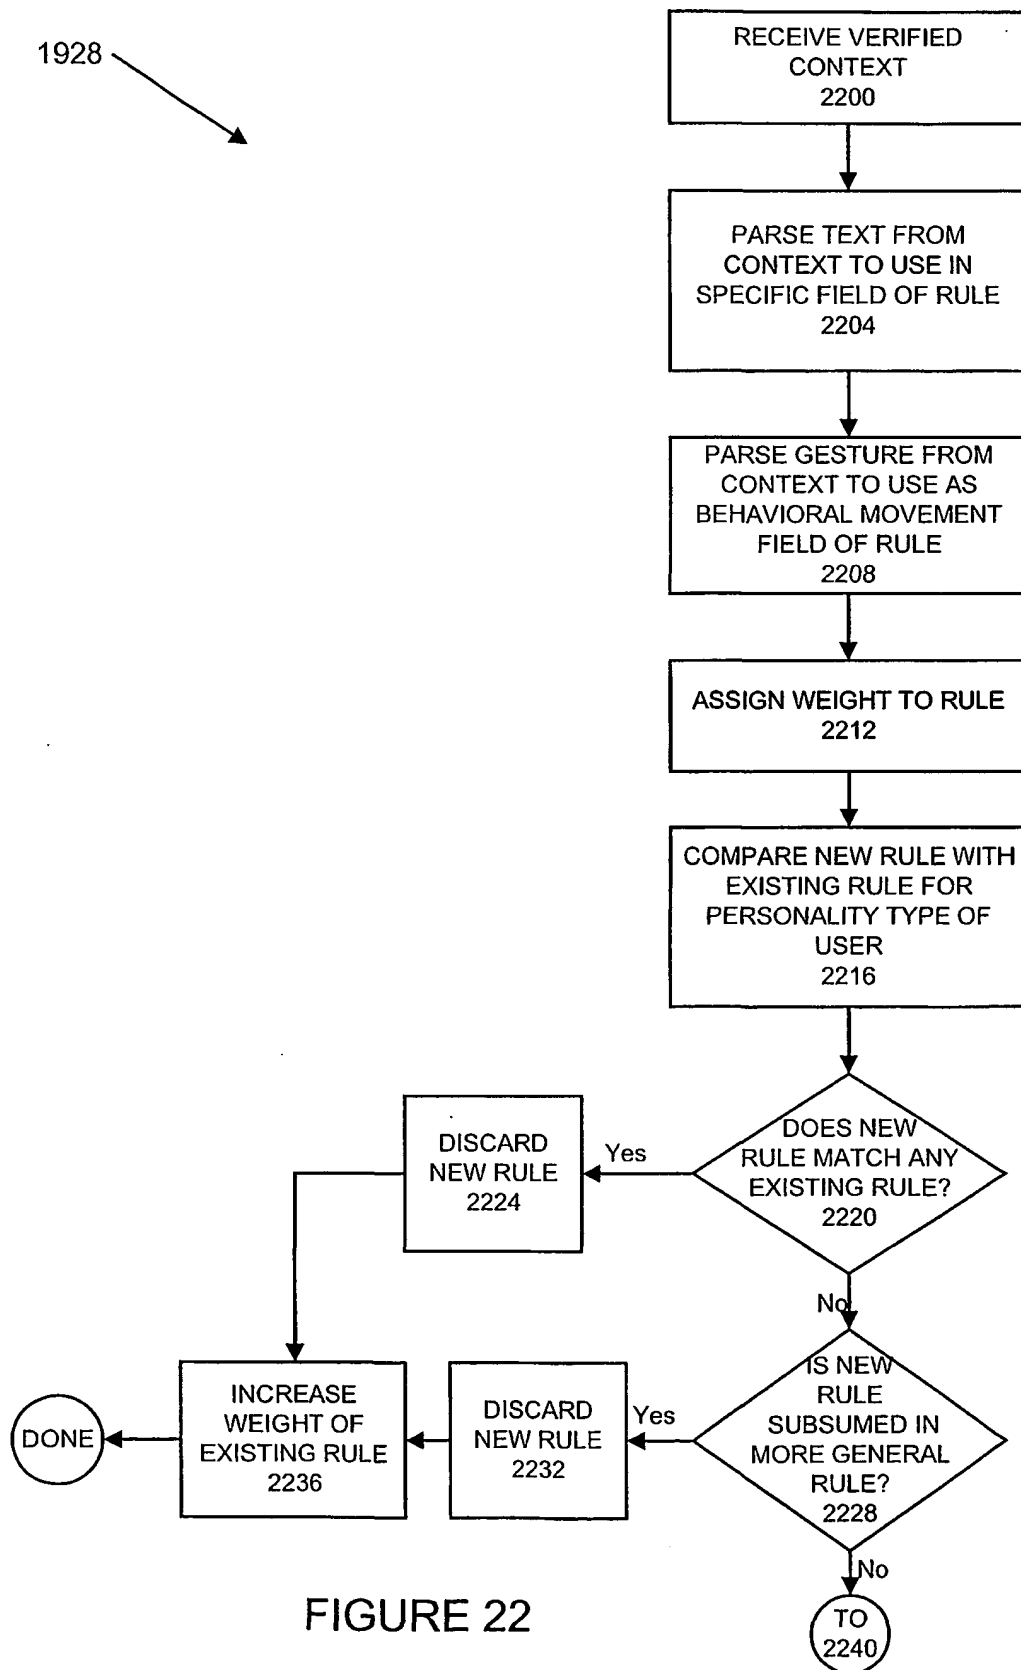 1928
RECEIVE VERIFIED
CONTEXT
2200
PARSE TEXT FROM
CONTEXT TO USE IN
SPECIFIC FIELD OF RULE
2204
PARSE GESTURE FROM
CONTEXT TO USE AS
BEHAVIORAL MOVEMENT
FIELD OF RULE
2208
ASSIGN WEIGHT TO RULE
2212
COMPARE NEW RULE WITH
EXISTING RULE FOR
PERSONALITY TYPE OF
USER
2216
DOES NEW
RULE MATCH ANY
EXISTING RULE?
2220
Yes
DISCARD
NEW RULE
2224
No
IS NEW
RULE
SUBSUMED IN
MORE GENERAL
RULE?
2228
Yes
DISCARD
NEW RULE
2232
INCREASE
WEIGHT OF
EXISTING RULE
2236
DONE
No
TO
2240
FIGURE 22